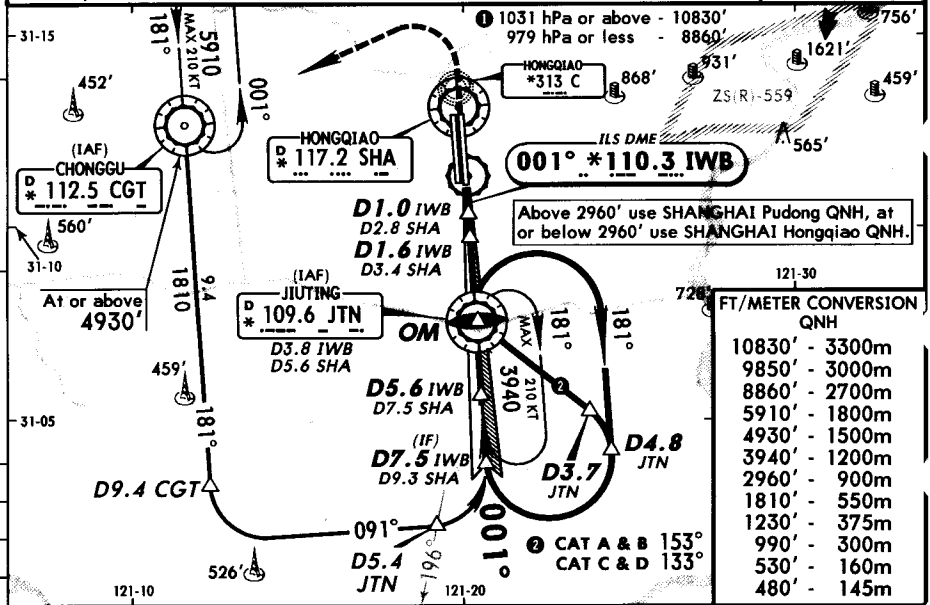 31-15
181°
MAX 210 KT
5910
001°
❶ 1031 hPa or above - 10830'
979 hPa or less - 8860'
756'
1621'
931'
868'
459'
ZS(R)-559
565'
452'
HONGQIAO
*313 C
(IAF)
CHONGGU
D
* 112.5 CGT
HONGQIAO
D
* 117.2 SHA
ILS DME
001° *110.3 IWB
D1.0 IWB
D2.8 SHA
D1.6 IWB
D3.4 SHA
Above 2960' use SHANGHAI Pudong QNH, at
or below 2960' use SHANGHAI Hongqiao QNH.
560'
31-10
At or above
4930'
9.4
1810
(IAF)
JIUTING
D
* 109.6 JTN
D3.8 IWB
D5.6 SHA
OM
MAX
210 KT
3940
181°
181°
121-30
459'
31-05
181°
D9.4 CGT
D5.6 IWB
D7.5 SHA
(IF)
D7.5 IWB
D9.3 SHA
❷
D3.7
JTN
D4.8
JTN
091°
D5.4
JTN
196°
001°
❷ CAT A & B 153°
CAT C & D 133°
526'
121-10
121-20
FT/METER CONVERSION
QNH
10830' - 3300m
9850' - 3000m
8860' - 2700m
5910' - 1800m
4930' - 1500m
3940' - 1200m
2960' - 900m
1810' - 550m
1230' - 375m
990' - 300m
530' - 160m
480' - 145m